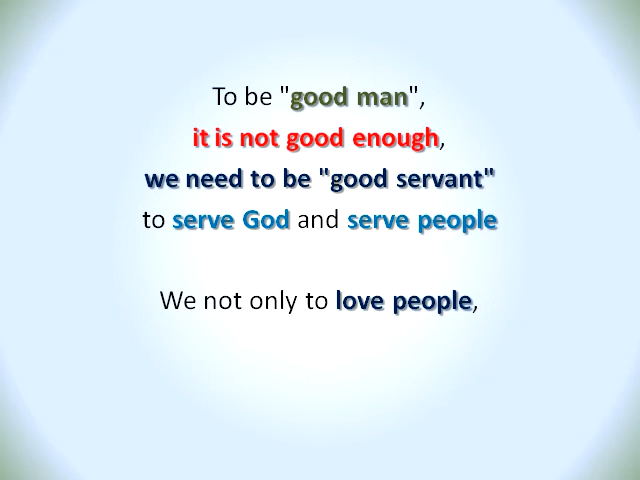 To be "good man",
it is not good enough,
we need to be "good servant"
to serve God and serve people
We not only to love people,